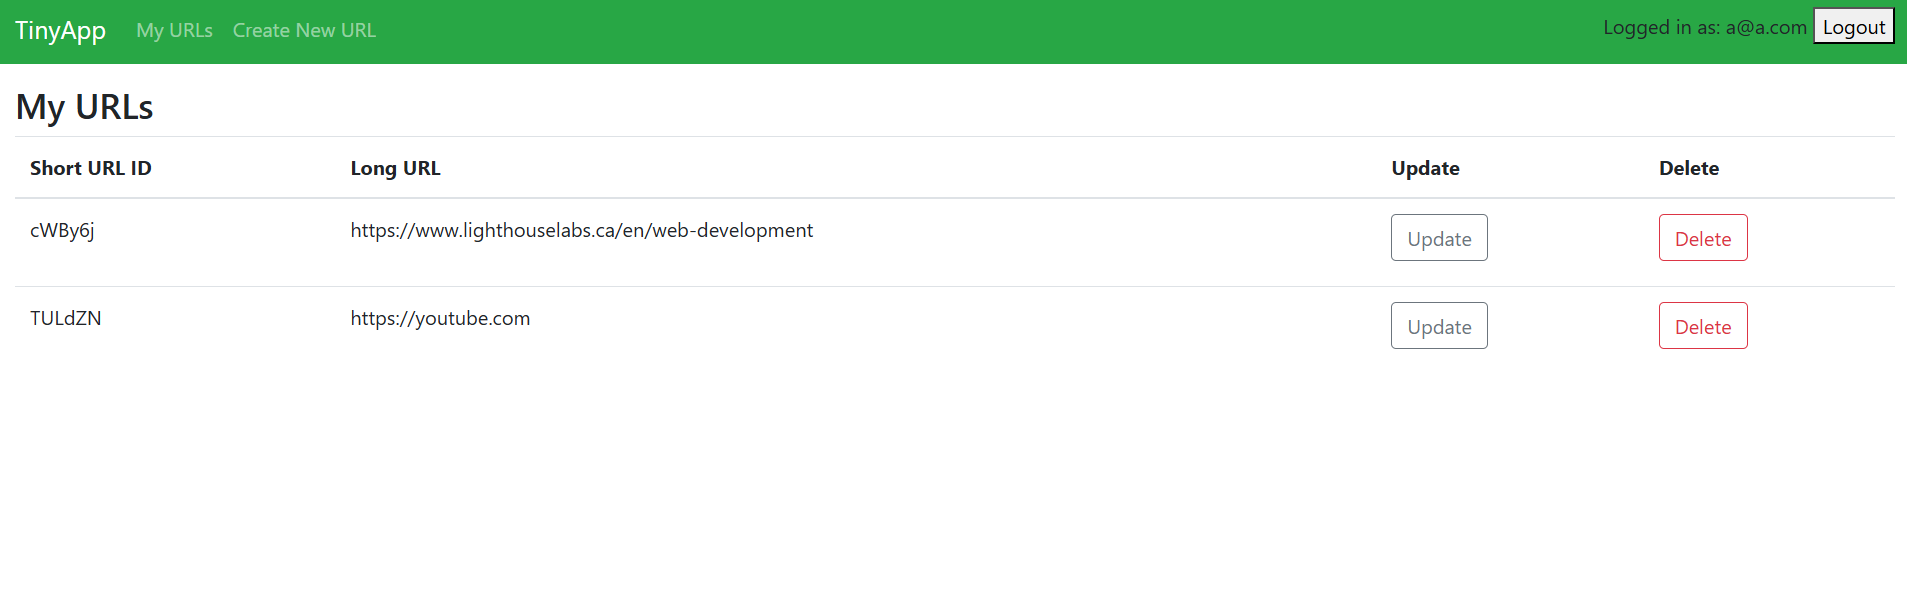 TinyApp My URLs Create New URL Logged in as: a@a.com Logout
My URLs
Short URL ID Long URL Update Delete
cWBy6j https://www.lighthouselabs.ca/en/web-development Update Delete
TULdZN https://youtube.com Update Delete